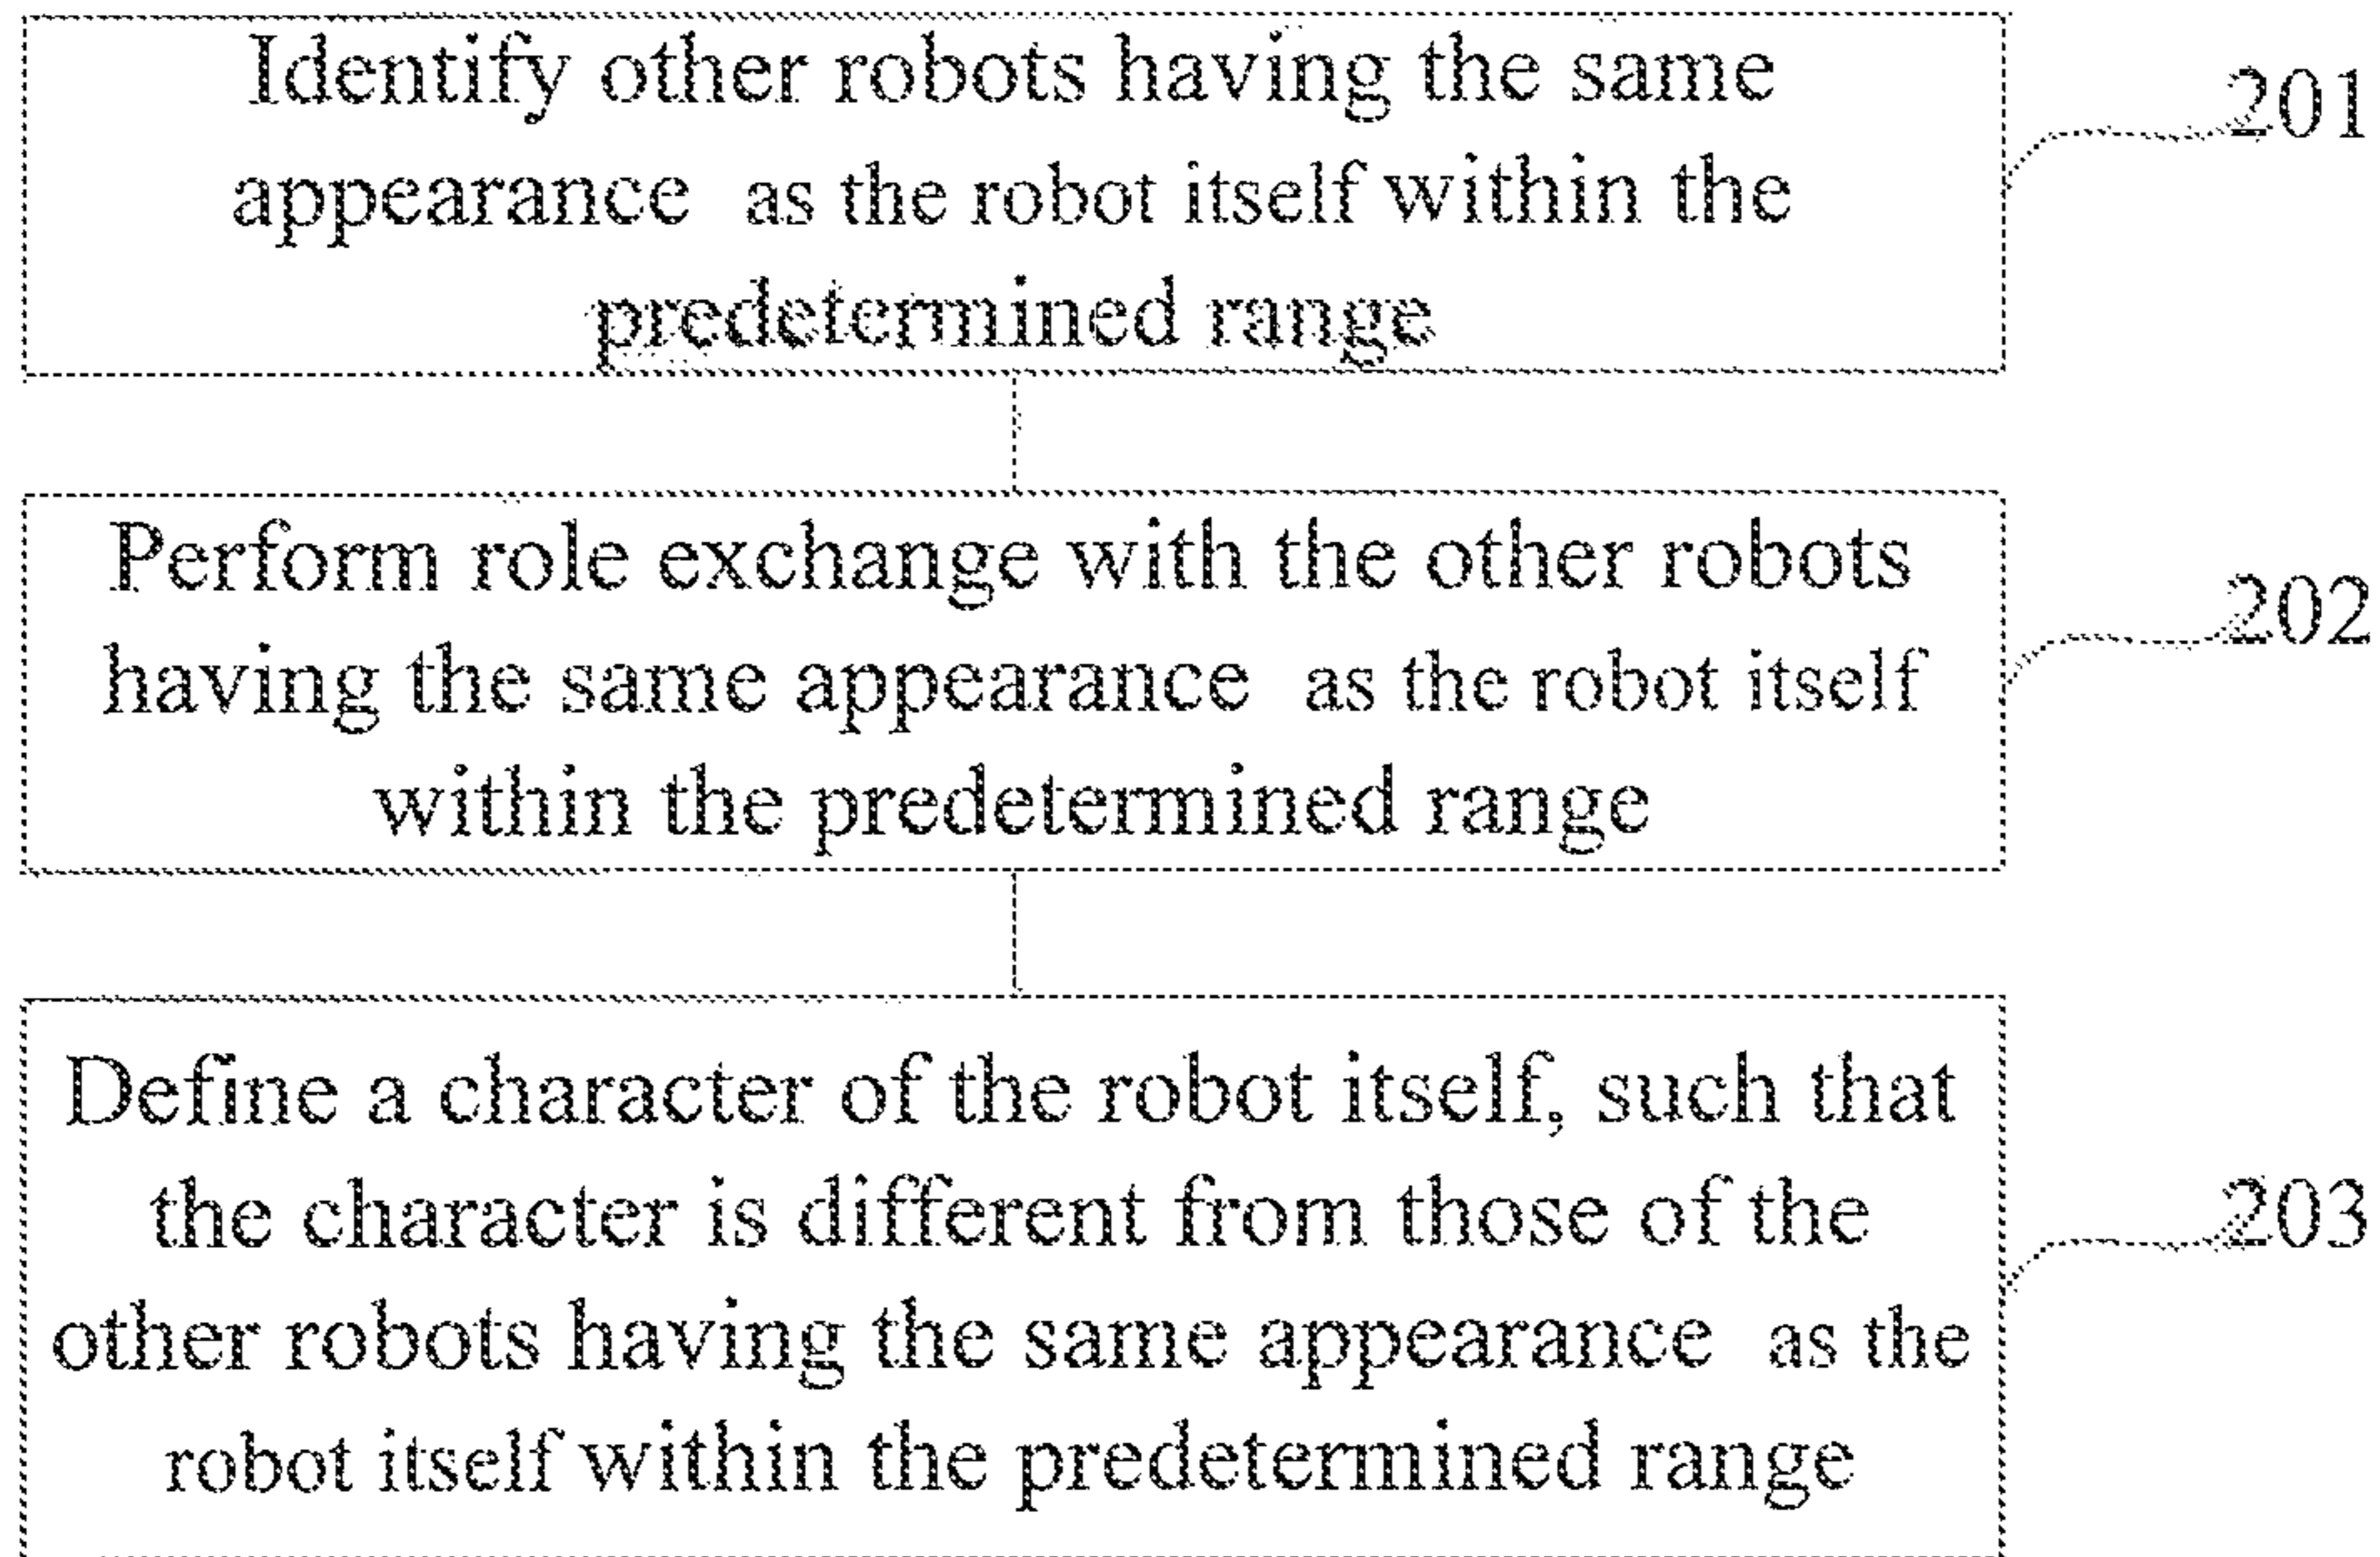 Identify other robots having the same
appearance as the robot itself within the
predetermined range
201
Perform role exchange with the other robots
having the same appearance as the robot itself
within the predetermined range
202
Define a character of the robot itself, such that
the character is different from those of the
other robots having the same appearance as the
robot itself within the predetermined range
203